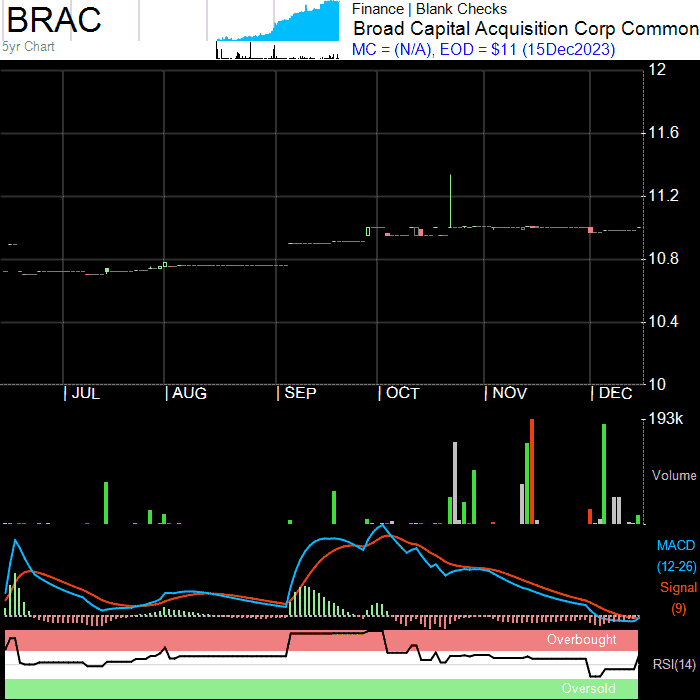 BRAC
5yr Chart
Finance | Blank Checks
Broad Capital Acquisition Corp Common
MC = (N/A), EOD = $11 (15Dec2023)
12
11.6
11.2
10.8
10.4
10
| JUL | AUG | SEP | OCT | NOV | DEC
193k
Volume
MACD
(12-26)
Signal
(9)
Overbought
RSI(14)
Oversold